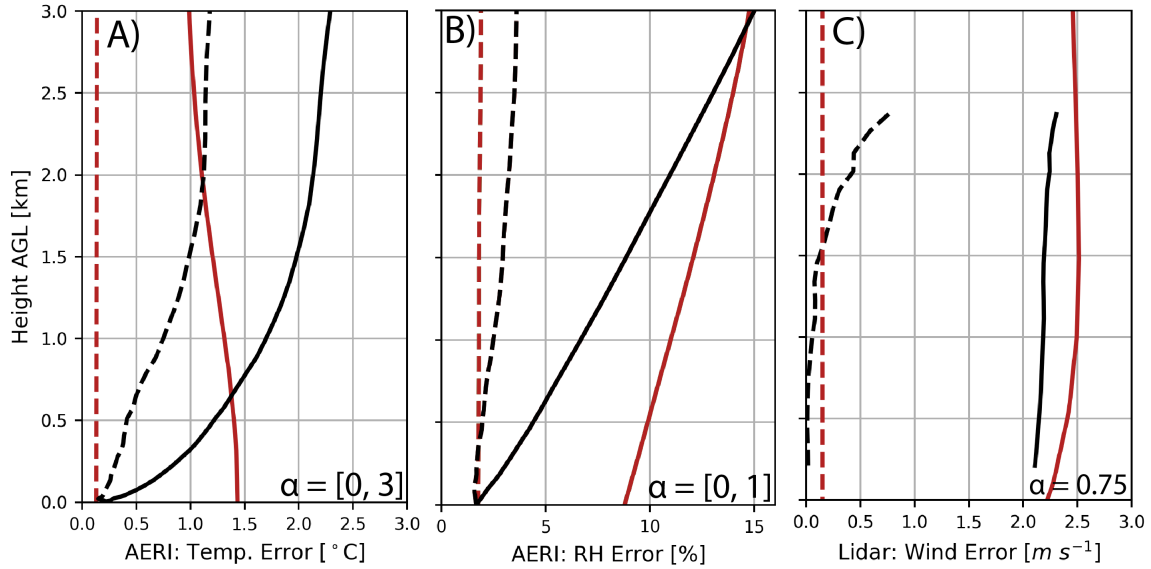 A)
B)
C)
3.0
2.5
2.0
1.5
1.0
0.5
0.0
Height AGL [km]
α = [0, 3]
α = [0, 1]
α = 0.75
0.0 0.5 1.0 1.5 2.0 2.5 3.0
0 5 10 15
0.0 0.5 1.0 1.5 2.0 2.5 3.0
AERI: Temp. Error [°C]
AERI: RH Error [%]
Lidar: Wind Error [m s⁻¹]